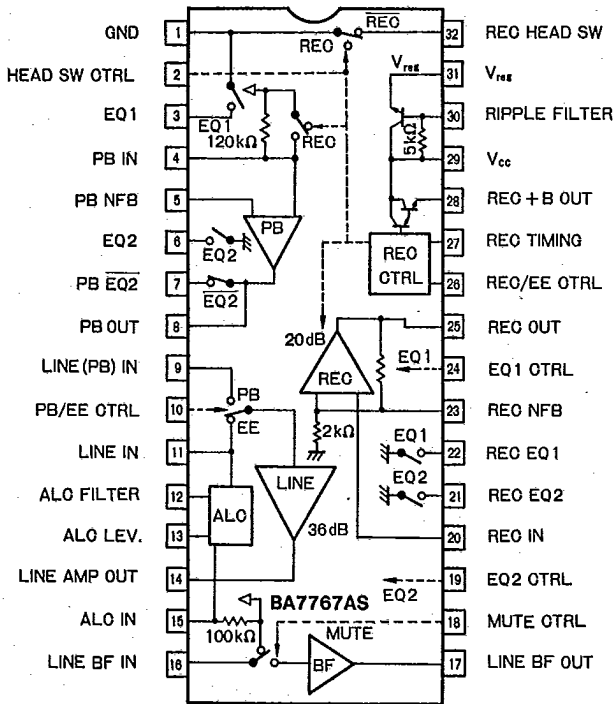 GND 1
HEAD SW CTRL 2
EQ1 3
PB IN 4
PB NFB 5
EQ2 6
PB EQ2 7
PB OUT 8
LINE(PB) IN 9
PB/EE CTRL 10
LINE IN 11
ALC FILTER 12
ALC LEV. 13
LINE AMP OUT 14
ALC IN 15
LINE BF IN 16
REC
REC
EQ1
120kΩ
REC
PB
EQ2
EQ2
PB
EE
ALC
LINE
36dB
100kΩ
BA7767AS
MUTE
BF
Vreg
5kΩ
REC
CTRL
20dB
REC
EQ1
2kΩ
EQ1
EQ2
EQ2
32 REC HEAD SW
31 Vreg
30 RIPPLE FILTER
29 Vcc
28 REC+B OUT
27 REC TIMING
26 REC/EE CTRL
25 REC OUT
24 EQ1 CTRL
23 REC NFB
22 REC EQ1
21 REC EQ2
20 REC IN
19 EQ2 CTRL
18 MUTE CTRL
17 LINE BF OUT